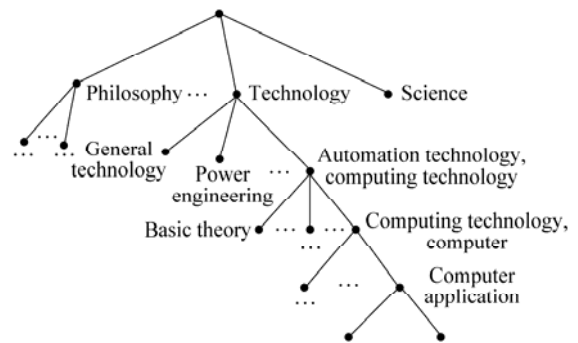 Philosophy ... Technology Science
...
... ...
General
technology
Power
engineering
... Automation technology,
computing technology
Basic theory ... ... Computing technology,
computer
...
... Computer
application
...